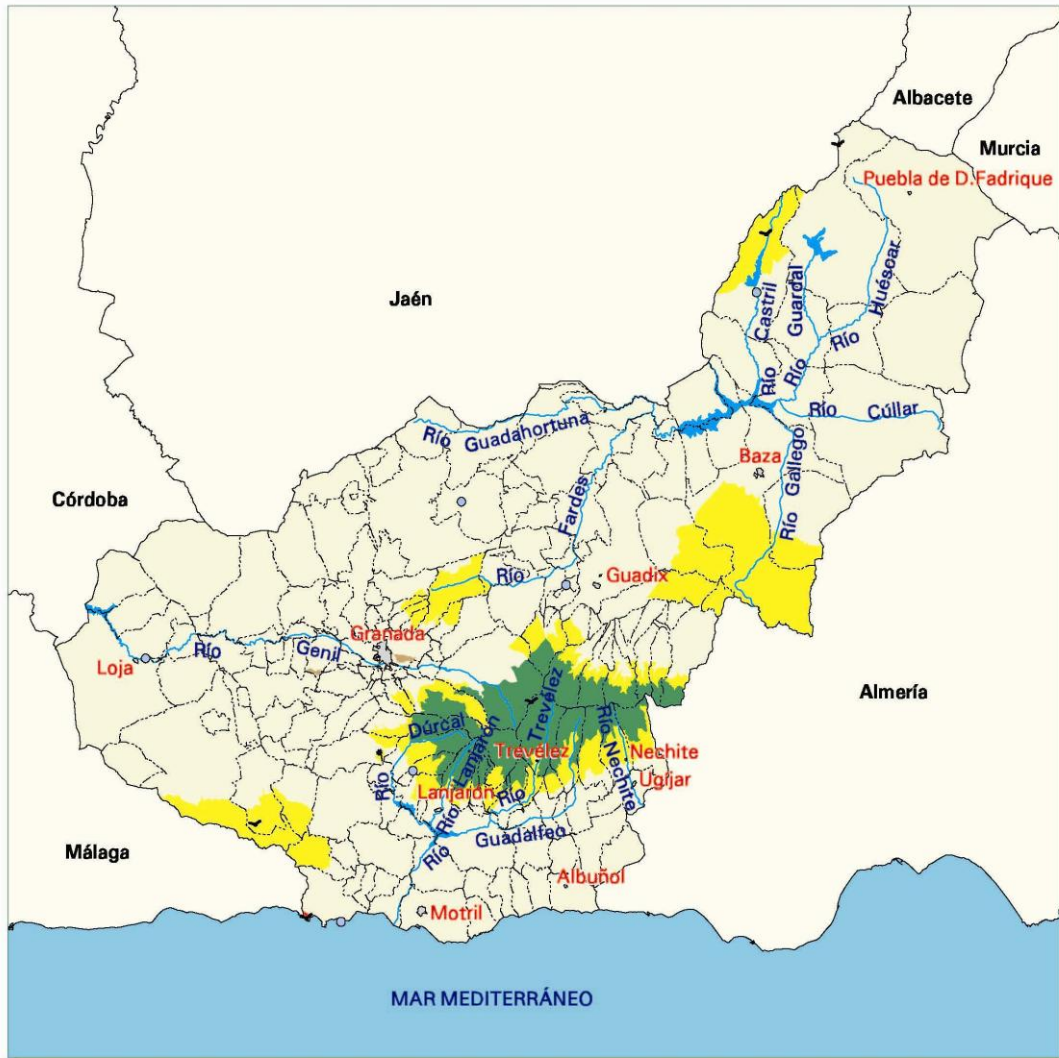 Albacete
Murcia
Puebla de D.Fadrique
Jaén
Río Castril
Río Guardal
Río Huéscar
Río Guadahortuna
Río Cúllar
Baza
Río Gallego
Córdoba
Río Fardes
Guadix
Granada
Río Genil
Loja
Almería
Río Dúrcal
Río Lanjarón
Río Trevélez
Trevélez
Río Nechite
Nechite
Ugíjar
Lanjarón
Río Guadalfeo
Málaga
Albuñol
Motril
MAR MEDITERRÁNEO